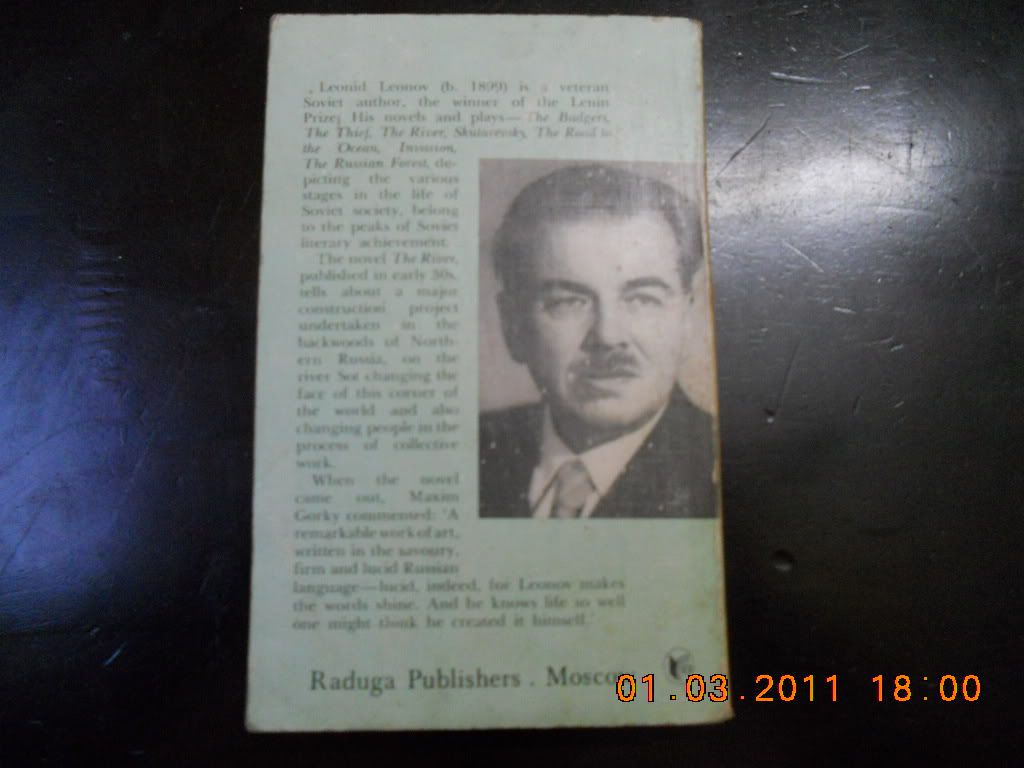 Leonid Leonov (b. 1899) is a veteran
Soviet author, the winner of the Lenin
Prize. His novels and plays—The Badgers,
The Thief, The River, Skutarevsky, The Road to
the Ocean, Invasion,
The Russian Forest, de-
picting the various
stages in the life of
Soviet society, belong
to the peaks of Soviet
literary achievement.
The novel The River,
published in early 30s,
tells about a major
construction project
undertaken in the
backwoods of North-
ern Russia, on the
river Sot changing the
face of this corner of
the world and also
changing people in the
process of collective
work.
When the novel
came out, Maxim
Gorky commented: 'A
remarkable work of art,
written in the savoury,
firm and lucid Russian
language—lucid, indeed, for Leonov makes
the words shine. And he knows life so well
one might think he created it himself.'
Raduga Publishers . Moscow
01.03.2011 18:00